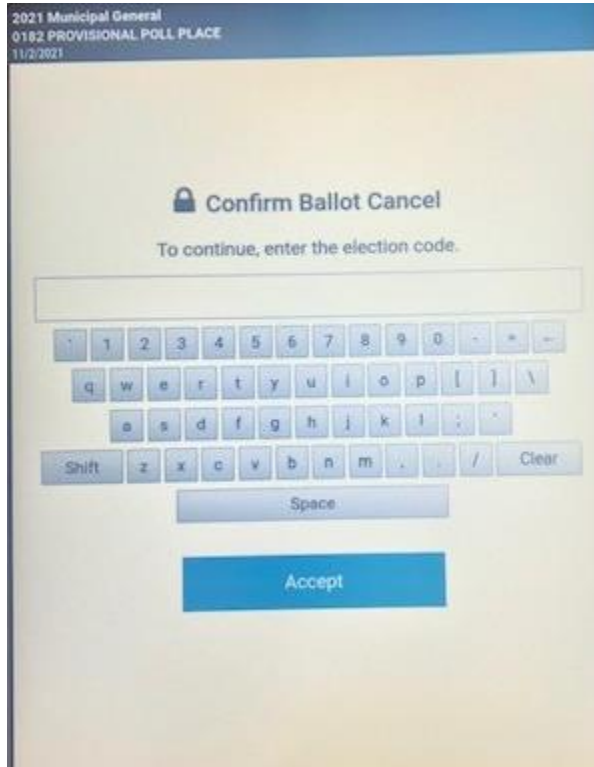 2021 Municipal General
0182 PROVISIONAL POLL PLACE
11/2/2021
Confirm Ballot Cancel
To continue, enter the election code.
` 1 2 3 4 5 6 7 8 9 0 - = ←
q w e r t y u i o p [ ] \
a s d f g h j k l ; '
Shift z x c v b n m , . / Clear
Space
Accept